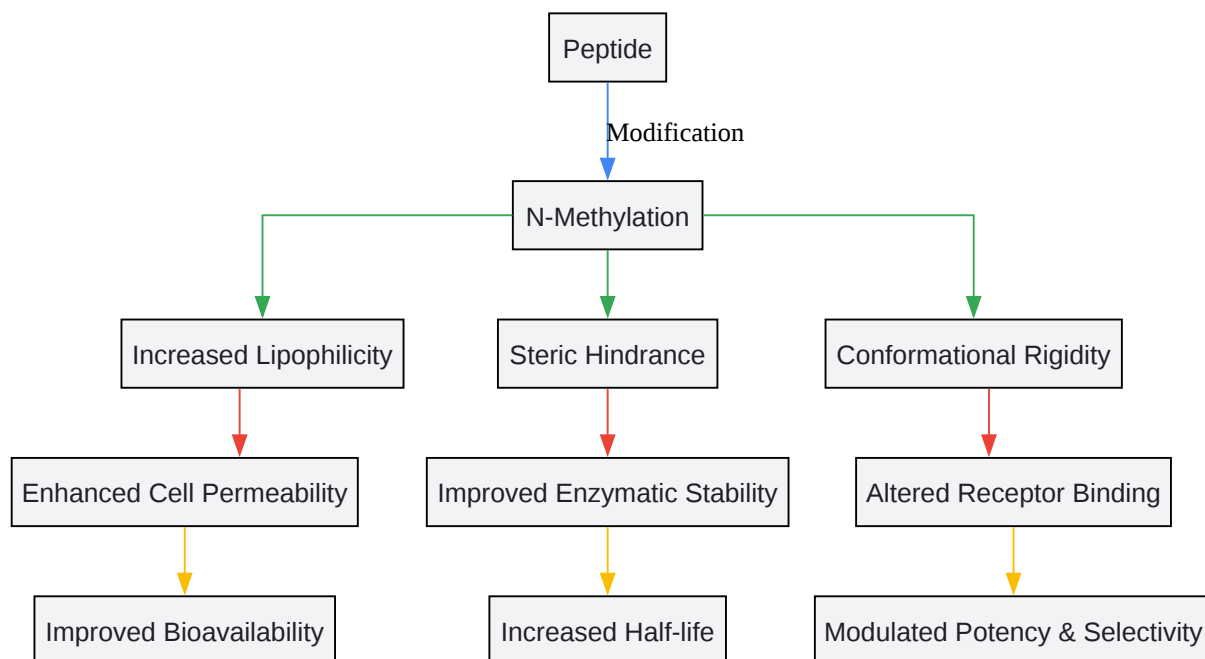 Peptide
Modification
N-Methylation
Increased Lipophilicity
Steric Hindrance
Conformational Rigidity
Enhanced Cell Permeability
Improved Enzymatic Stability
Altered Receptor Binding
Improved Bioavailability
Increased Half-life
Modulated Potency & Selectivity